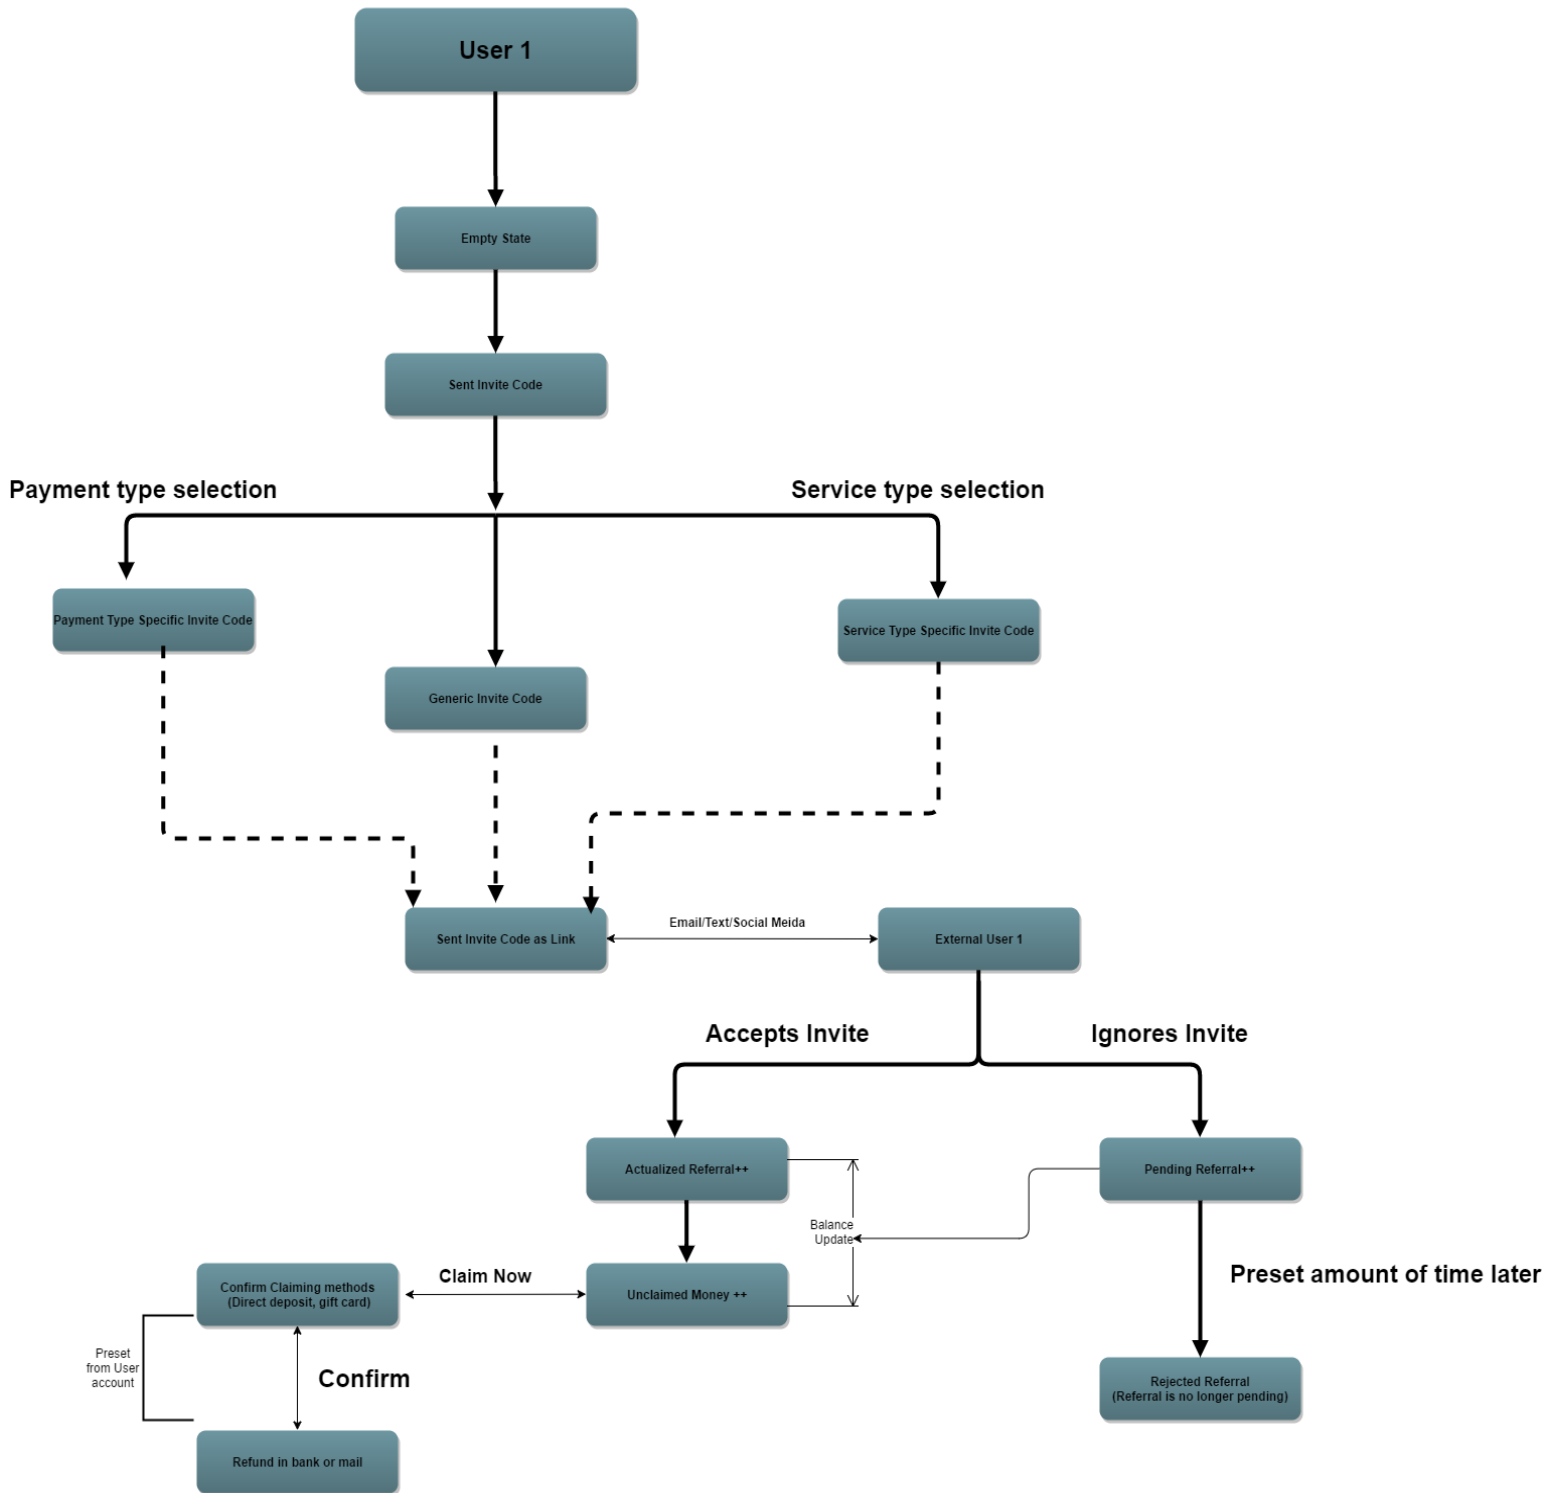 User 1
Empty State
Sent Invite Code
Payment type selection
Service type selection
Payment Type Specific Invite Code
Service Type Specific Invite Code
Generic Invite Code
Sent Invite Code as Link
Email/Text/Social Meida
External User 1
Accepts Invite
Ignores Invite
Actualized Referral++
Pending Referral++
Balance
Update
Claim Now
Unclaimed Money ++
Confirm Claiming methods
(Direct deposit, gift card)
Preset amount of time later
Preset
from User
account
Confirm
Rejected Referral
(Referral is no longer pending)
Refund in bank or mail